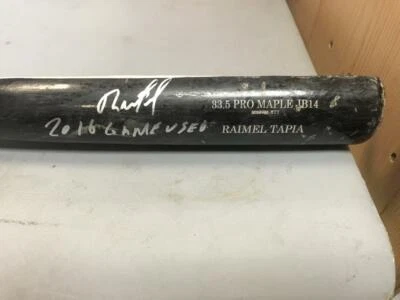 33.5 PRO MAPLE JB14
RAIMEL TAPIA
2016 GAME USED